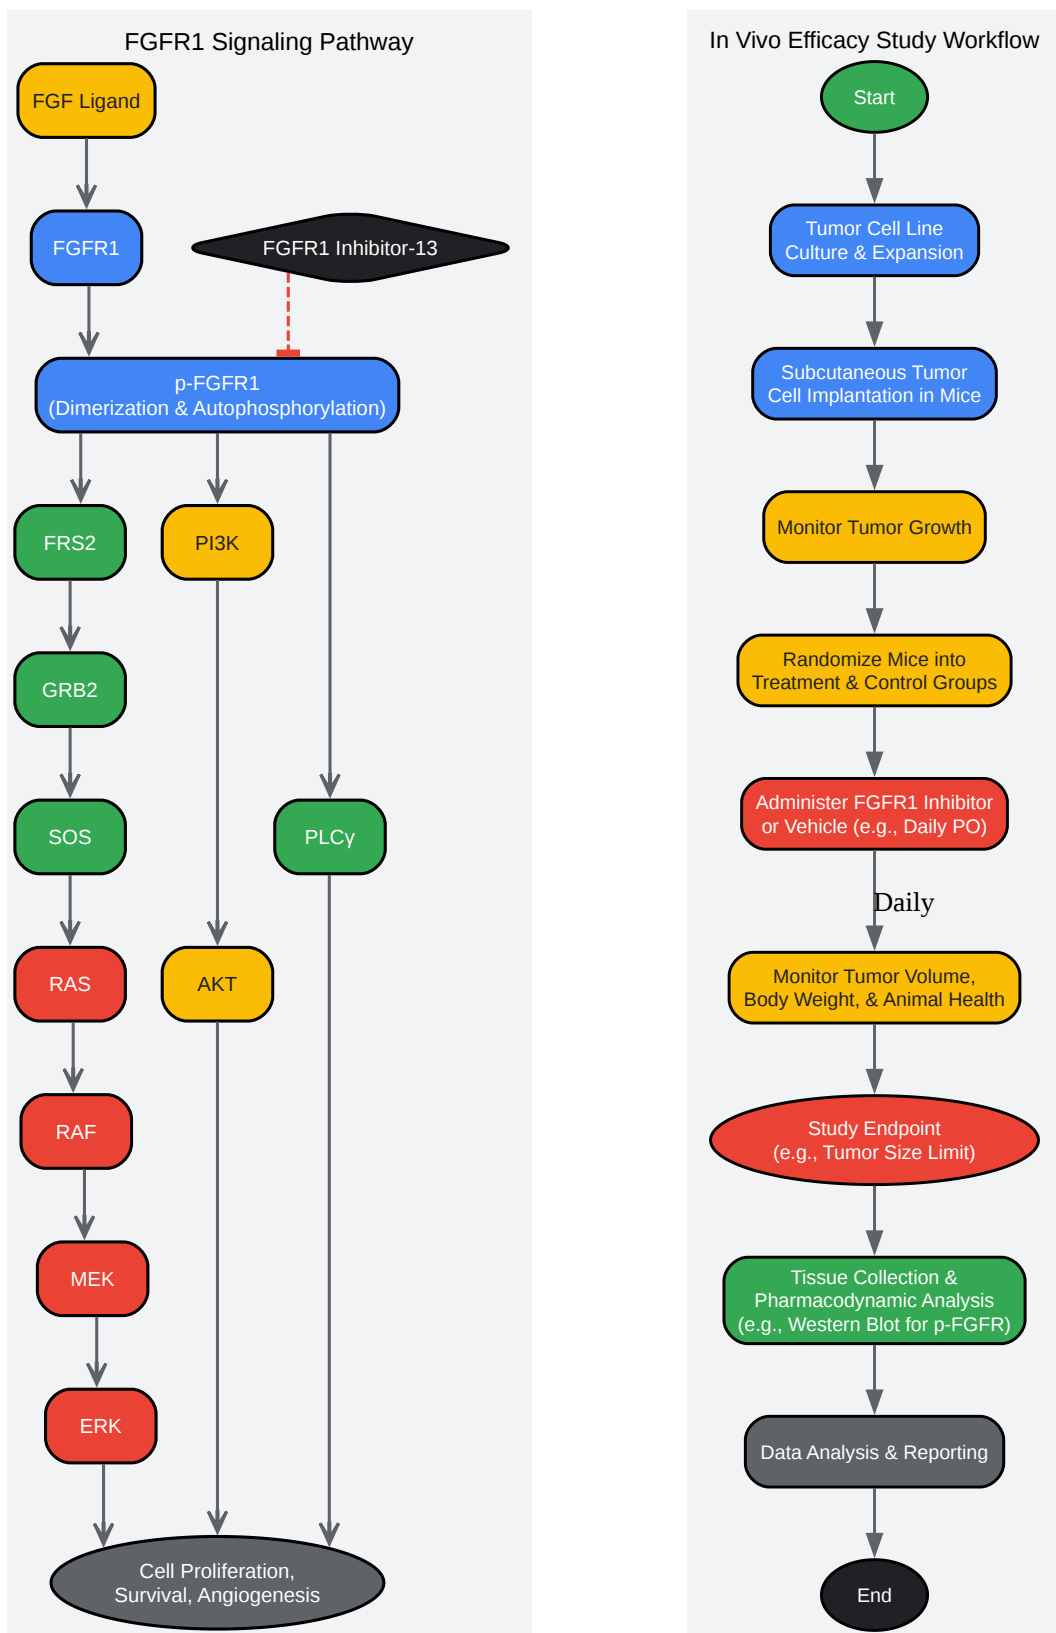 FGFR1 Signaling Pathway
FGF Ligand
FGFR1
FGFR1 Inhibitor-13
p-FGFR1
(Dimerization & Autophosphorylation)
FRS2
PI3K
GRB2
SOS
PLCγ
RAS
AKT
RAF
MEK
ERK
Cell Proliferation,
Survival, Angiogenesis
In Vivo Efficacy Study Workflow
Start
Tumor Cell Line
Culture & Expansion
Subcutaneous Tumor
Cell Implantation in Mice
Monitor Tumor Growth
Randomize Mice into
Treatment & Control Groups
Administer FGFR1 Inhibitor
or Vehicle (e.g., Daily PO)
Daily
Monitor Tumor Volume,
Body Weight, & Animal Health
Study Endpoint
(e.g., Tumor Size Limit)
Tissue Collection &
Pharmacodynamic Analysis
(e.g., Western Blot for p-FGFR)
Data Analysis & Reporting
End